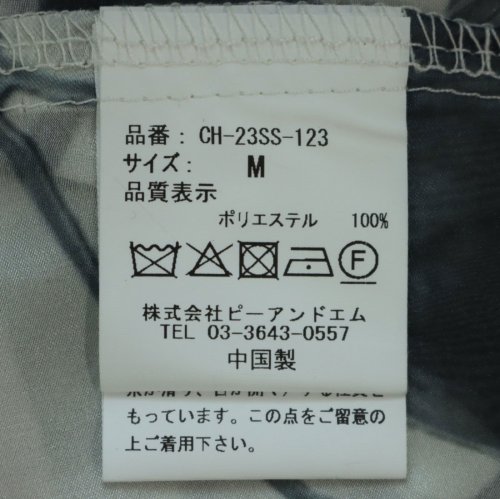 品番: CH-23SS-123
サイズ: M
品質表示
ポリエステル 100%
F
株式会社ピーアンドエム
TEL 03-3643-0557
中国製
もっています。この点をご留意の
上ご着用下さい。